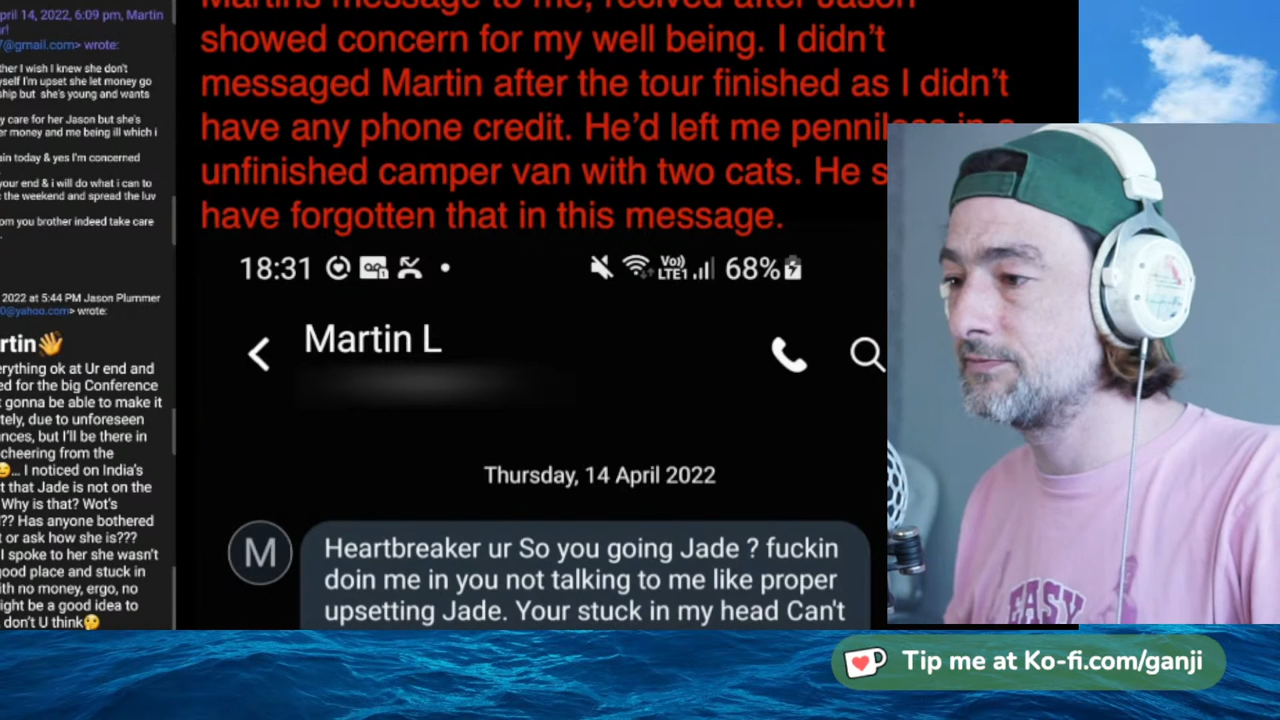 April 14, 2022, 6:09 pm, Martin
7@gmail.com> wrote:
ther I wish I knew she don't
yself I'm upset she let money go
ship but she's young and wants
y care for her Jason but she's
er money and me being ill which i
ain today & yes I'm concerned
your end & i will do what i can to
the weekend and spread the luv
om you brother indeed take care
2022 at 5:44 PM Jason Plummer
0@yahoo.com> wrote:
rtin👋
erything ok at Ur end and
ed for the big Conference
t gonna be able to make it
tely, due to unforeseen
ances, but I'll be there in
cheering from the
😉... I noticed on India's
t that Jade is not on the
Why is that? Wot's
!?? Has anyone bothered
t or ask how she is???
I spoke to her she wasn't
good place and stuck in
ith no money, ergo, no
ight be a good idea to
don't U think🤔
Martins message to me, recived after Jason
showed concern for my well being. I didn't
messaged Martin after the tour finished as I didn't
have any phone credit. He'd left me penniless in a
unfinished camper van with two cats. He s
have forgotten that in this message.
18:31
Vo))
LTE1
68%
Martin L
Thursday, 14 April 2022
M
Heartbreaker ur So you going Jade ? fuckin
doin me in you not talking to me like proper
upsetting Jade. Your stuck in my head Can't
EASY
Tip me at Ko-fi.com/ganji